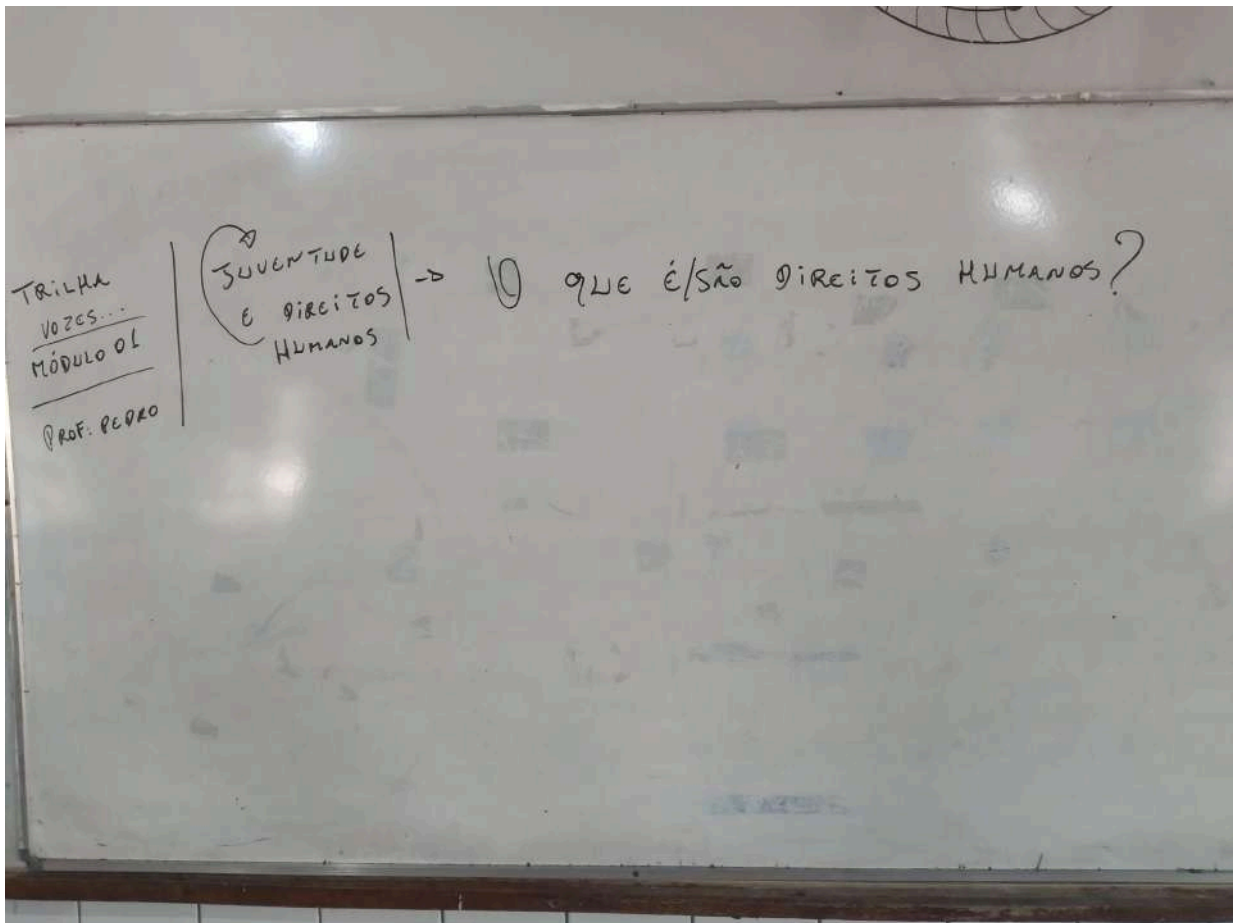 TRILHA
VOZES...
MÓDULO 01
PROF: PEDRO
JUVENTUDE
E DIREITOS
HUMANOS
O QUE É/SÃO DIREITOS HUMANOS?